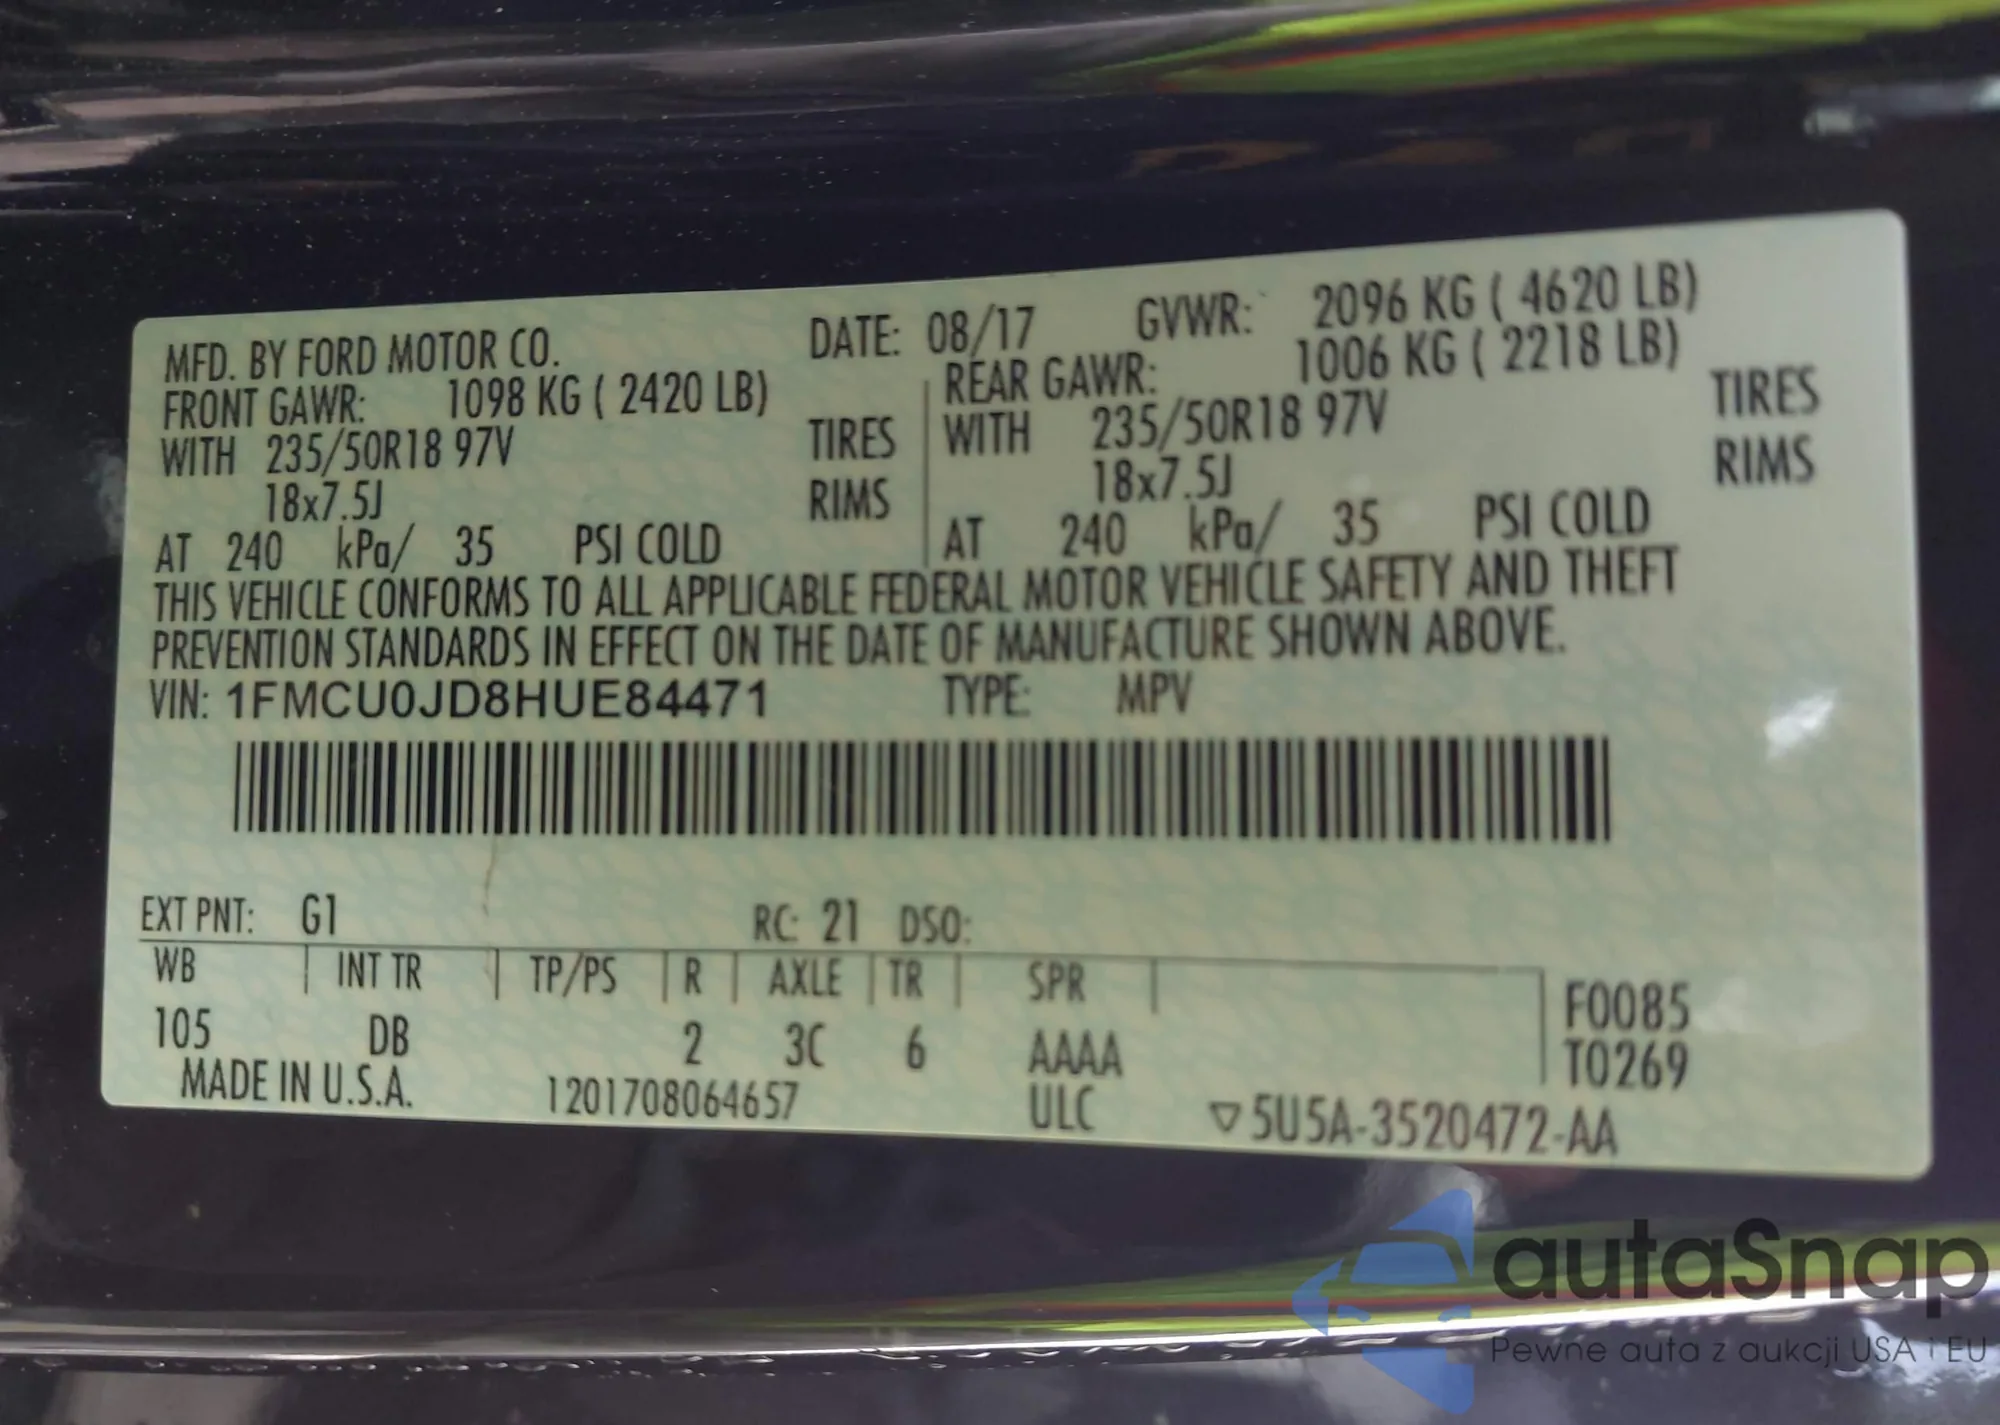 MFD. BY FORD MOTOR CO. DATE: 08/17 GVWR: 2096 KG ( 4620 LB)
FRONT GAWR: 1098 KG ( 2420 LB) REAR GAWR: 1006 KG ( 2218 LB)
WITH 235/50R18 97V TIRES WITH 235/50R18 97V TIRES
18x7.5J RIMS 18x7.5J RIMS
AT 240 kPa/ 35 PSI COLD AT 240 kPa/ 35 PSI COLD
THIS VEHICLE CONFORMS TO ALL APPLICABLE FEDERAL MOTOR VEHICLE SAFETY AND THEFT
PREVENTION STANDARDS IN EFFECT ON THE DATE OF MANUFACTURE SHOWN ABOVE.
VIN: 1FMCU0JD8HUE84471 TYPE: MPV
EXT PNT: G1 RC: 21 DSO:
WB INT TR TP/PS R AXLE TR SPR
105 DB 2 3C 6 AAAA
F0085
T0269
MADE IN U.S.A. 1201708064657 ULC ▽5U5A-3520472-AA
autaSnap
Pewne auta z aukcji USA i EU